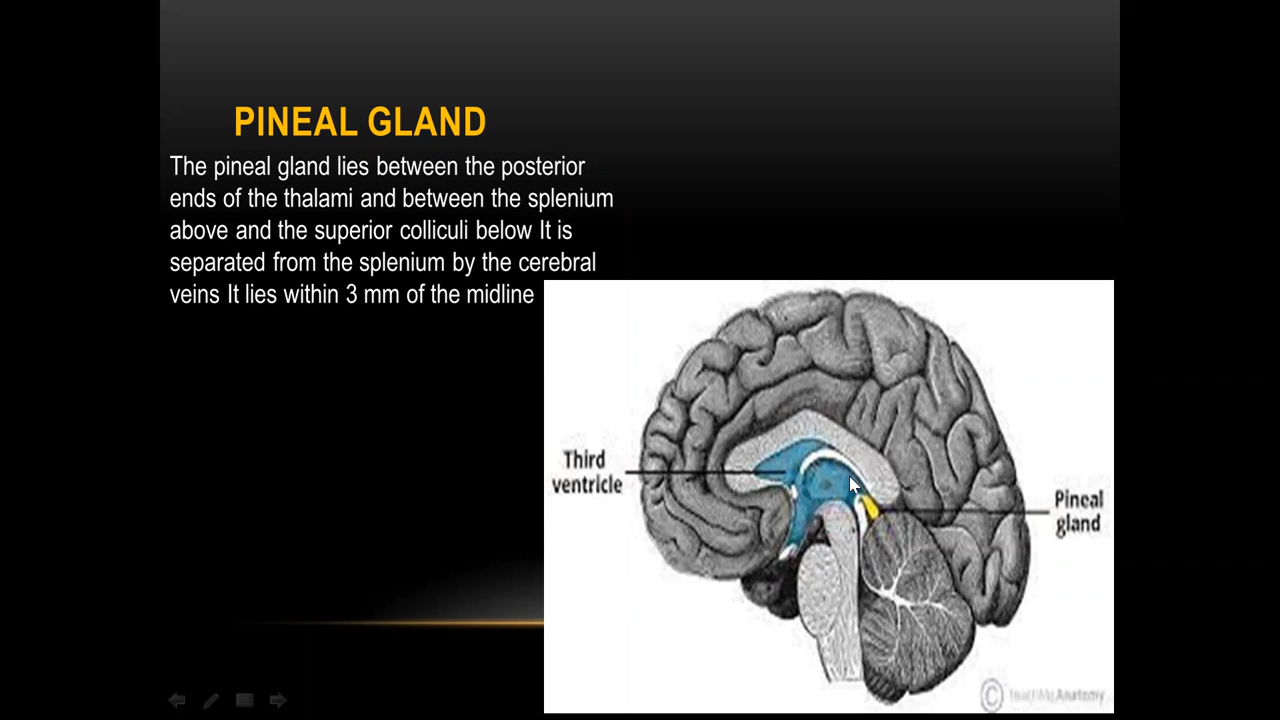 PINEAL GLAND
The pineal gland lies between the posterior
ends of the thalami and between the splenium
above and the superior colliculi below It is
separated from the splenium by the cerebral
veins It lies within 3 mm of the midline
Third
ventricle
Pineal
gland
© TeachMeAnatomy